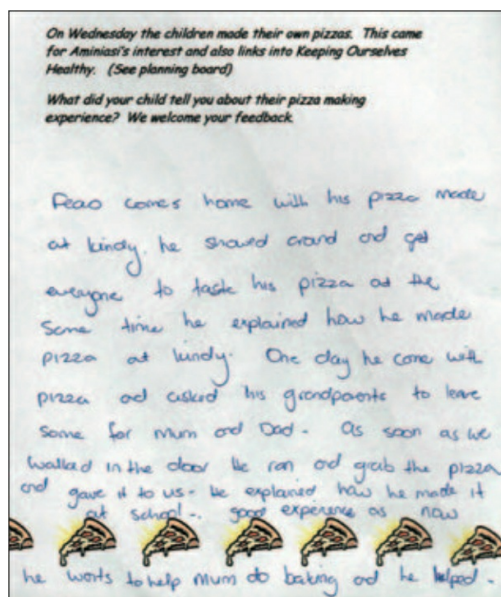 On Wednesday the children made their own pizzas. This came
for Aminiasi's interest and also links into Keeping Ourselves
Healthy. (See planning board)
What did your child tell you about their pizza making
experience? We welcome your feedback
Feao comes home with his pizza made
at kindy. he showed around and get
everyone to taste his pizza at the
same time he explained how he made
pizza at kindy. One day he come with
pizza and asked his grandparents to leave
some for Mum and Dad. As soon as we
walked in the door He ran and grab the pizza
and gave it to us. He explained how he made it
at school. good experience as now
he wants to help Mum do baking and he helped.